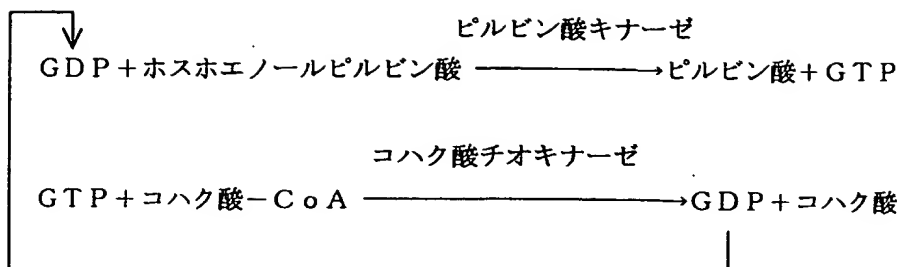 ピルビン酸キナーゼ
GDP+ホスホエノールピルビン酸 ⟶ ピルビン酸+GTP
コハク酸チオキナーゼ
GTP+コハク酸-CoA ⟶ GDP+コハク酸